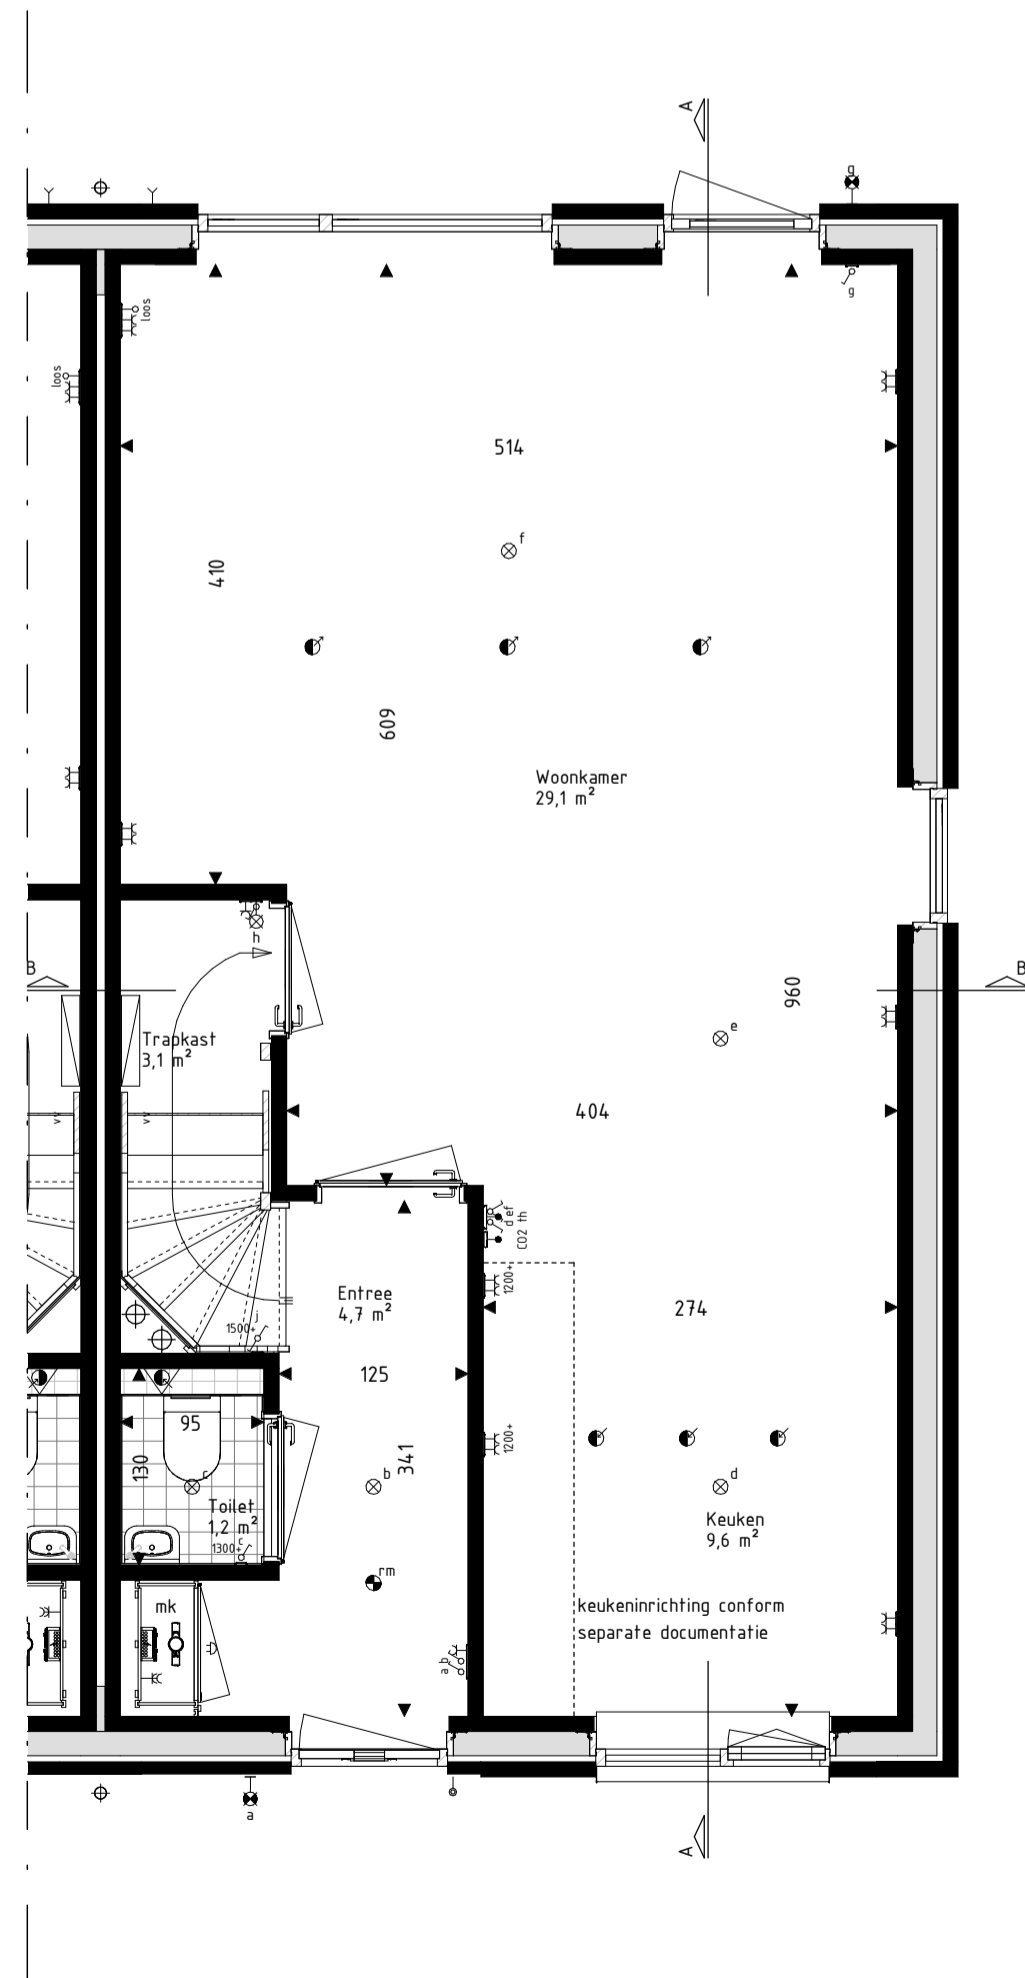 A
g
g
loos
loos
514
f
410
609
Woonkamer
29,1 m²
h
B
B
960
e
Trapkast
3,1 m²
404
vv
vv
d e f
CO2 th
1200+
Entree
4,7 m²
274
j
1500+
125
95
1200+
341
130
c
b
d
Toilet
1,2 m²
Keuken
9,6 m²
c
1300+
rm
mk
keukeninrichting conform
separate documentatie
a b
a
A